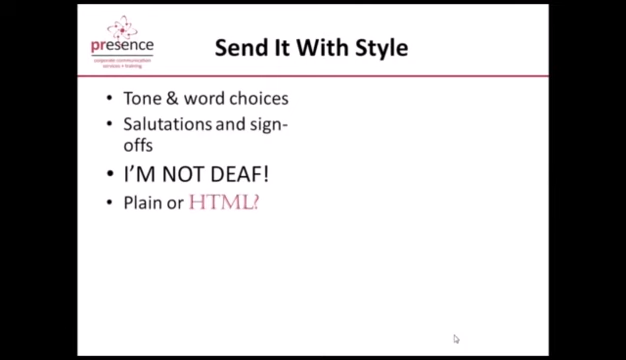 presence
corporate communication
services + training
Send It With Style
• Tone & word choices
• Salutations and sign-
offs
• I'M NOT DEAF!
• Plain or HTML?